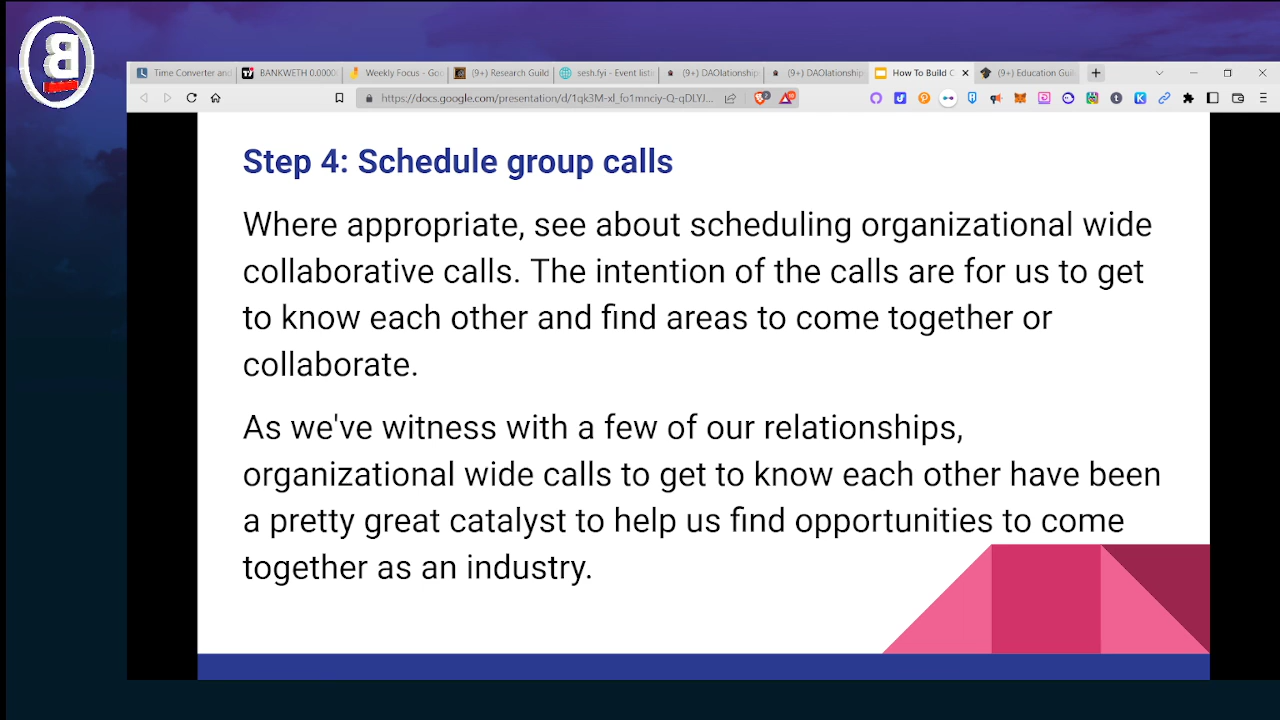 Time Converter and
BANKWETH 0.0000
Weekly Focus - Goo
(9+) Research Guild
sesh.fyi - Event listi
(9+) DAOlationship
(9+) DAOlationship
How To Build C
(9+) Education Gui
https://docs.google.com/presentation/d/1qk3M-xl_fo1mnciy-Q-qDLYJ...
Step 4: Schedule group calls
Where appropriate, see about scheduling organizational wide
collaborative calls. The intention of the calls are for us to get
to know each other and find areas to come together or
collaborate.
As we've witness with a few of our relationships,
organizational wide calls to get to know each other have been
a pretty great catalyst to help us find opportunities to come
together as an industry.